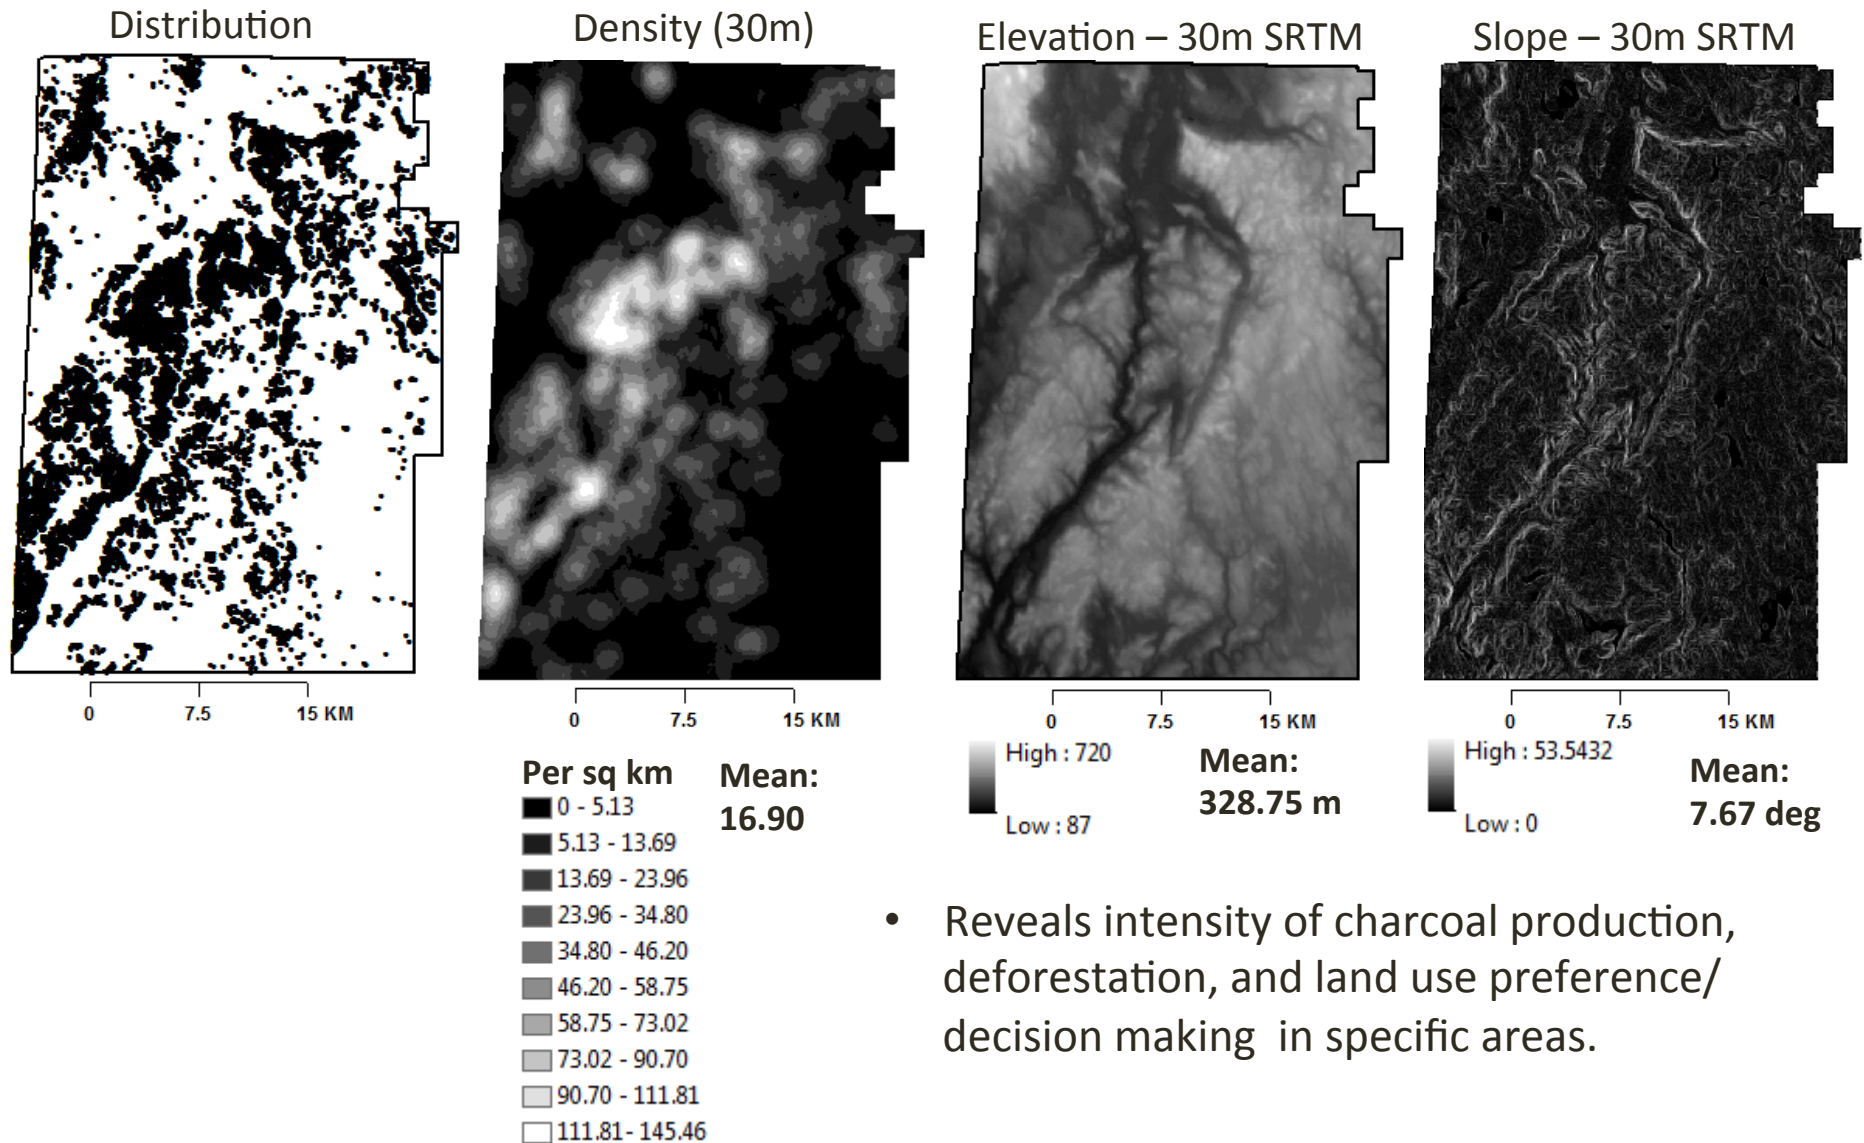 Distribution
Density (30m)
Elevation – 30m SRTM
Slope – 30m SRTM
0 7.5 15 KM
0 7.5 15 KM
0 7.5 15 KM
0 7.5 15 KM
Per sq km
0 - 5.13
5.13 - 13.69
13.69 - 23.96
23.96 - 34.80
34.80 - 46.20
46.20 - 58.75
58.75 - 73.02
73.02 - 90.70
90.70 - 111.81
111.81- 145.46
Mean:
16.90
High : 720
Low : 87
Mean:
328.75 m
High : 53.5432
Low : 0
Mean:
7.67 deg
• Reveals intensity of charcoal production,
deforestation, and land use preference/
decision making in specific areas.